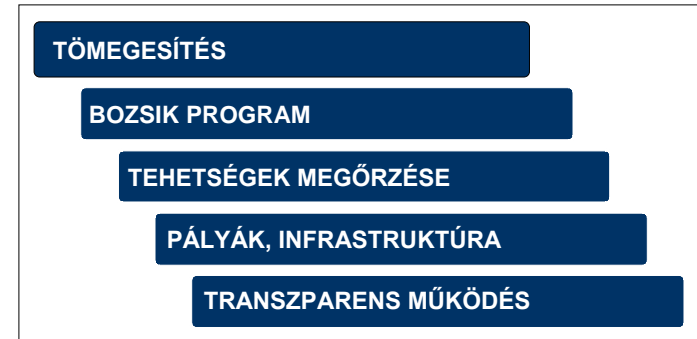 TÖMEGESÍTÉS
BOZSIK PROGRAM
TEHETSÉGEK MEGŐRZÉSE
PÁLYÁK, INFRASTRUKTÚRA
TRANSZPARENS MŰKÖDÉS